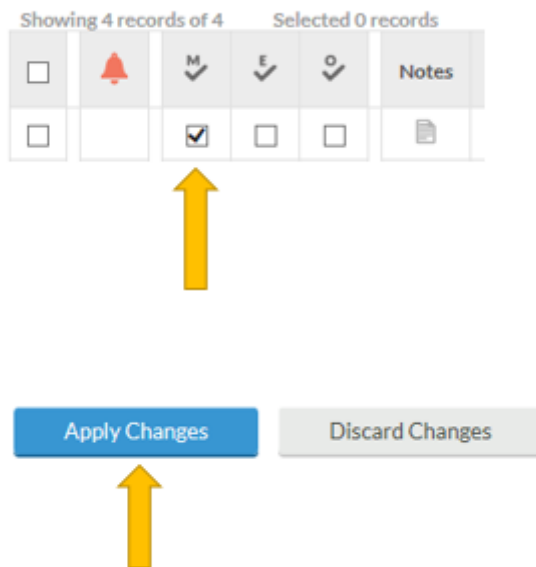 Showing 4 records of 4 Selected 0 records
M E O Notes
Apply Changes Discard Changes